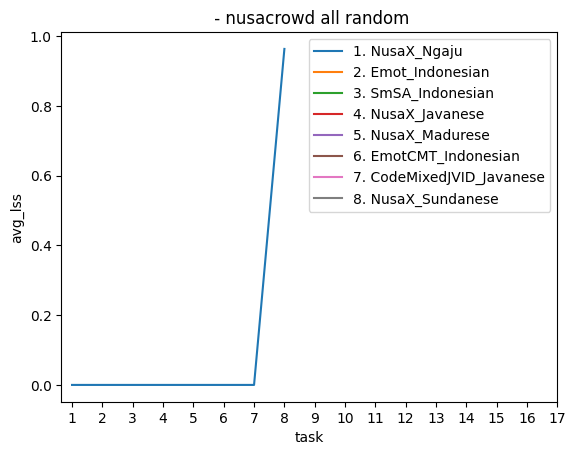 - nusacrowd all random
1.0
0.8
0.6
0.4
0.2
0.0
avg_lss
1. NusaX_Ngaju
2. Emot_Indonesian
3. SmSA_Indonesian
4. NusaX_Javanese
5. NusaX_Madurese
6. EmotCMT_Indonesian
7. CodeMixedJVID_Javanese
8. NusaX_Sundanese
1 2 3 4 5 6 7 8 9 10 11 12 13 14 15 16 17
task